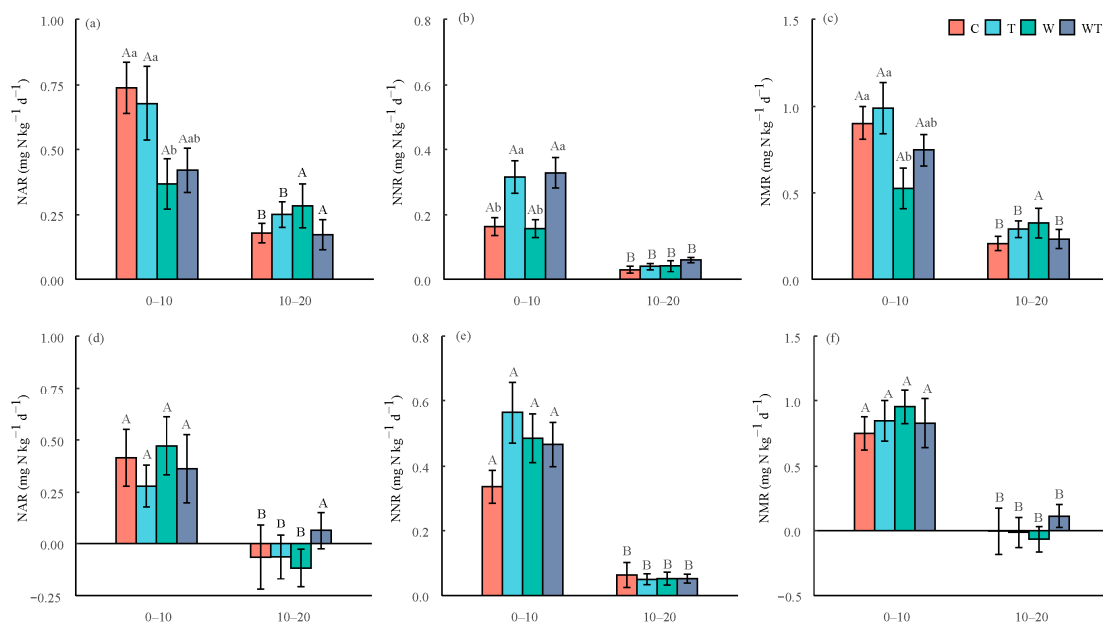 (a)
1.00
0.75
0.50
0.25
0.00
NAR (mg N kg⁻¹ d⁻¹)
Aa Aa Ab Aab
B B A A
0–10 10–20
(b)
0.8
0.6
0.4
0.2
0.0
NNR (mg N kg⁻¹ d⁻¹)
Ab Aa Ab Aa
B B B B
0–10 10–20
(c)
C T W WT
1.5
1.0
0.5
0.0
NMR (mg N kg⁻¹ d⁻¹)
Aa Aa Ab Aab
B B A B
0–10 10–20
(d)
1.00
0.75
0.50
0.25
0.00
−0.25
NAR (mg N kg⁻¹ d⁻¹)
A A A A
B B B A
0–10 10–20
(e)
0.8
0.6
0.4
0.2
0.0
NNR (mg N kg⁻¹ d⁻¹)
A A A A
B B B B
0–10 10–20
(f)
1.5
1.0
0.5
0.0
−0.5
NMR (mg N kg⁻¹ d⁻¹)
A A A A
B B B B
0–10 10–20